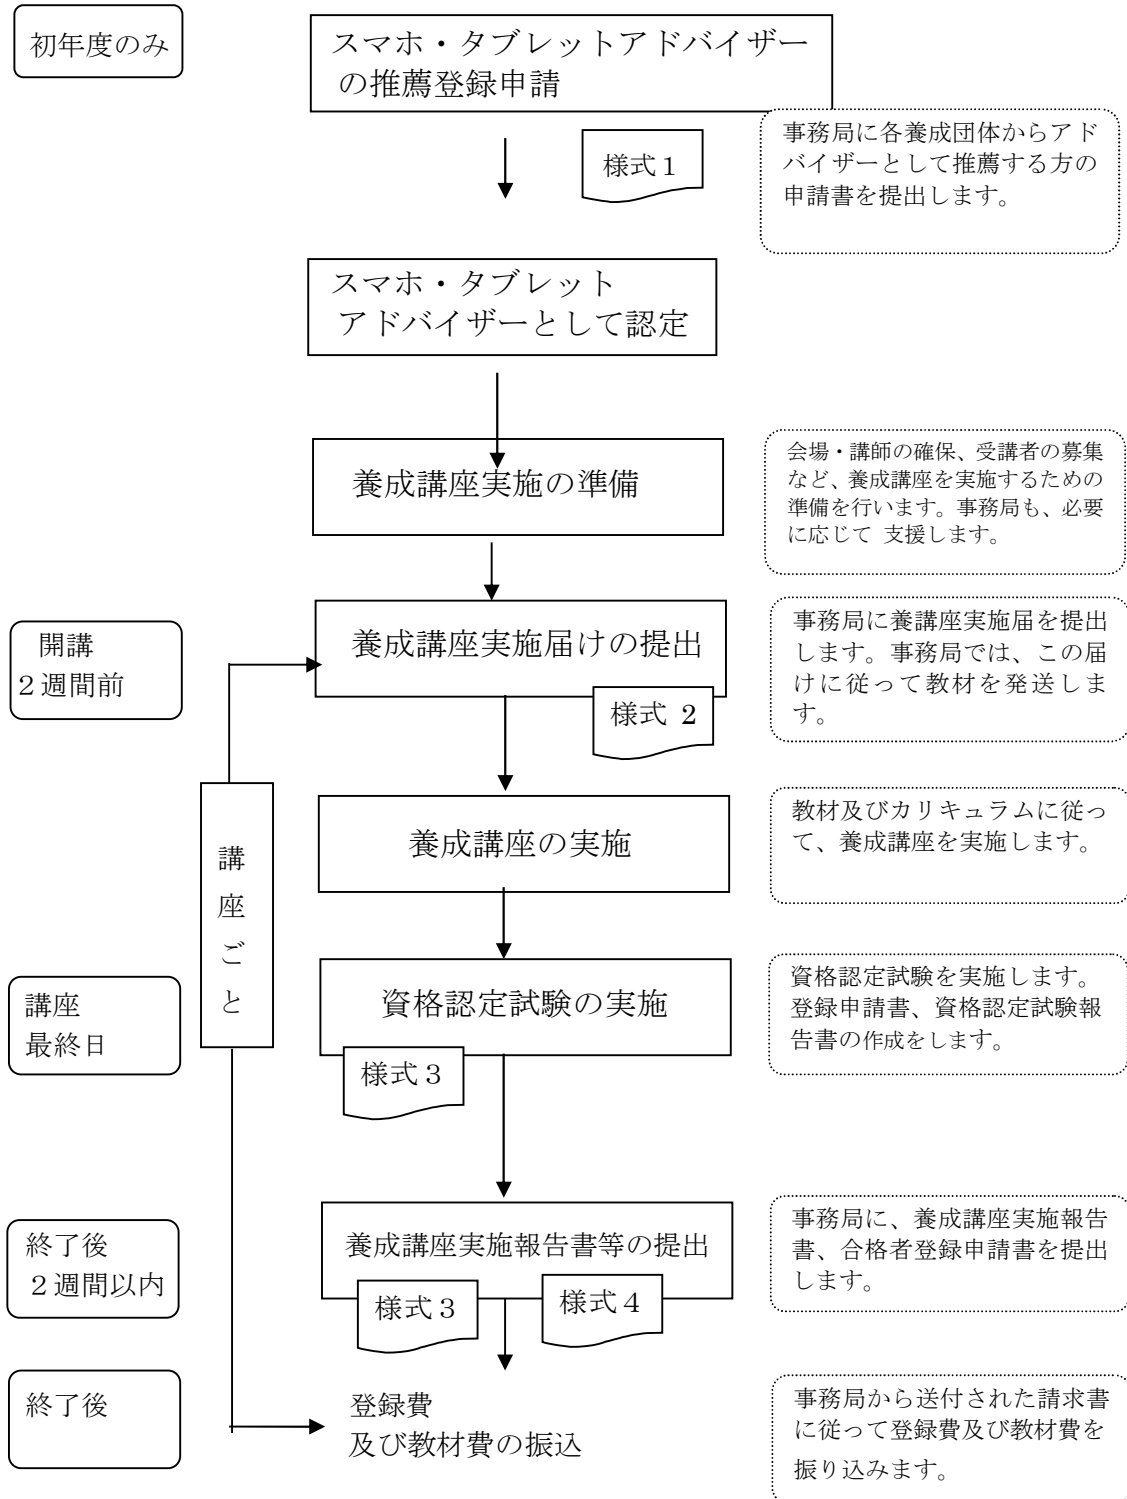 初年度のみ
スマホ・タブレットアドバイザー
の推薦登録申請
様式１
事務局に各養成団体からアド
バイザーとして推薦する方の
申請書を提出します。
スマホ・タブレット
アドバイザーとして認定
養成講座実施の準備
会場・講師の確保、受講者の募集
など、養成講座を実施するための
準備を行います。事務局も、必要
に応じて 支援します。
開講
２週間前
養成講座実施届けの提出
様式 2
事務局に養講座実施届を提出
します。事務局では、この届
けに従って教材を発送しま
す。
講座ごと
養成講座の実施
教材及びカリキュラムに従っ
て、養成講座を実施します。
講座
最終日
資格認定試験の実施
様式３
資格認定試験を実施します。
登録申請書、資格認定試験報
告書の作成をします。
終了後
２週間以内
養成講座実施報告書等の提出
様式３
様式４
事務局に、養成講座実施報告
書、合格者登録申請書を提出
します。
終了後
登録費
及び教材費の振込
事務局から送付された請求書
に従って登録費及び教材費を
振り込みます。